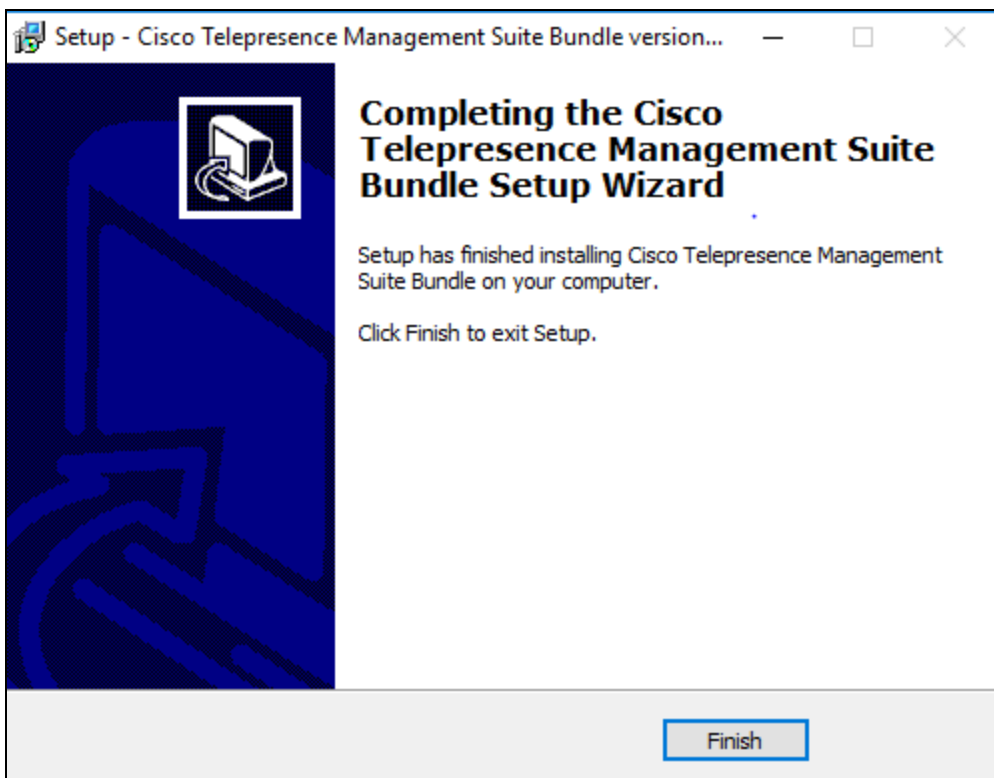 Setup - Cisco Telepresence Management Suite Bundle version...
Completing the Cisco
Telepresence Management Suite
Bundle Setup Wizard
Setup has finished installing Cisco Telepresence Management
Suite Bundle on your computer.
Click Finish to exit Setup.
Finish